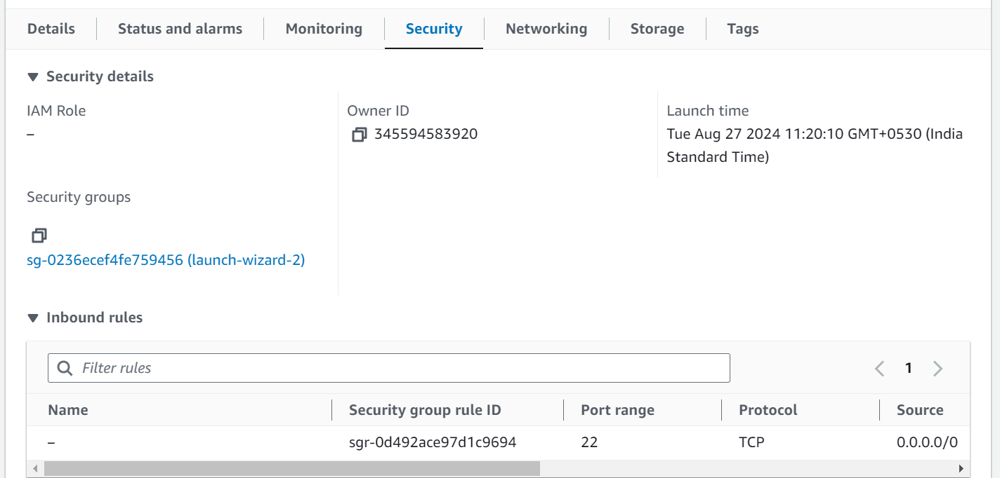 Details
Status and alarms
Monitoring
Security
Networking
Storage
Tags
Security details
IAM Role
–
Owner ID
345594583920
Launch time
Tue Aug 27 2024 11:20:10 GMT+0530 (India
Standard Time)
Security groups
sg-0236ecef4fe759456 (launch-wizard-2)
Inbound rules
Filter rules
1
Name
Security group rule ID
Port range
Protocol
Source
–
sgr-0d492ace97d1c9694
22
TCP
0.0.0.0/0